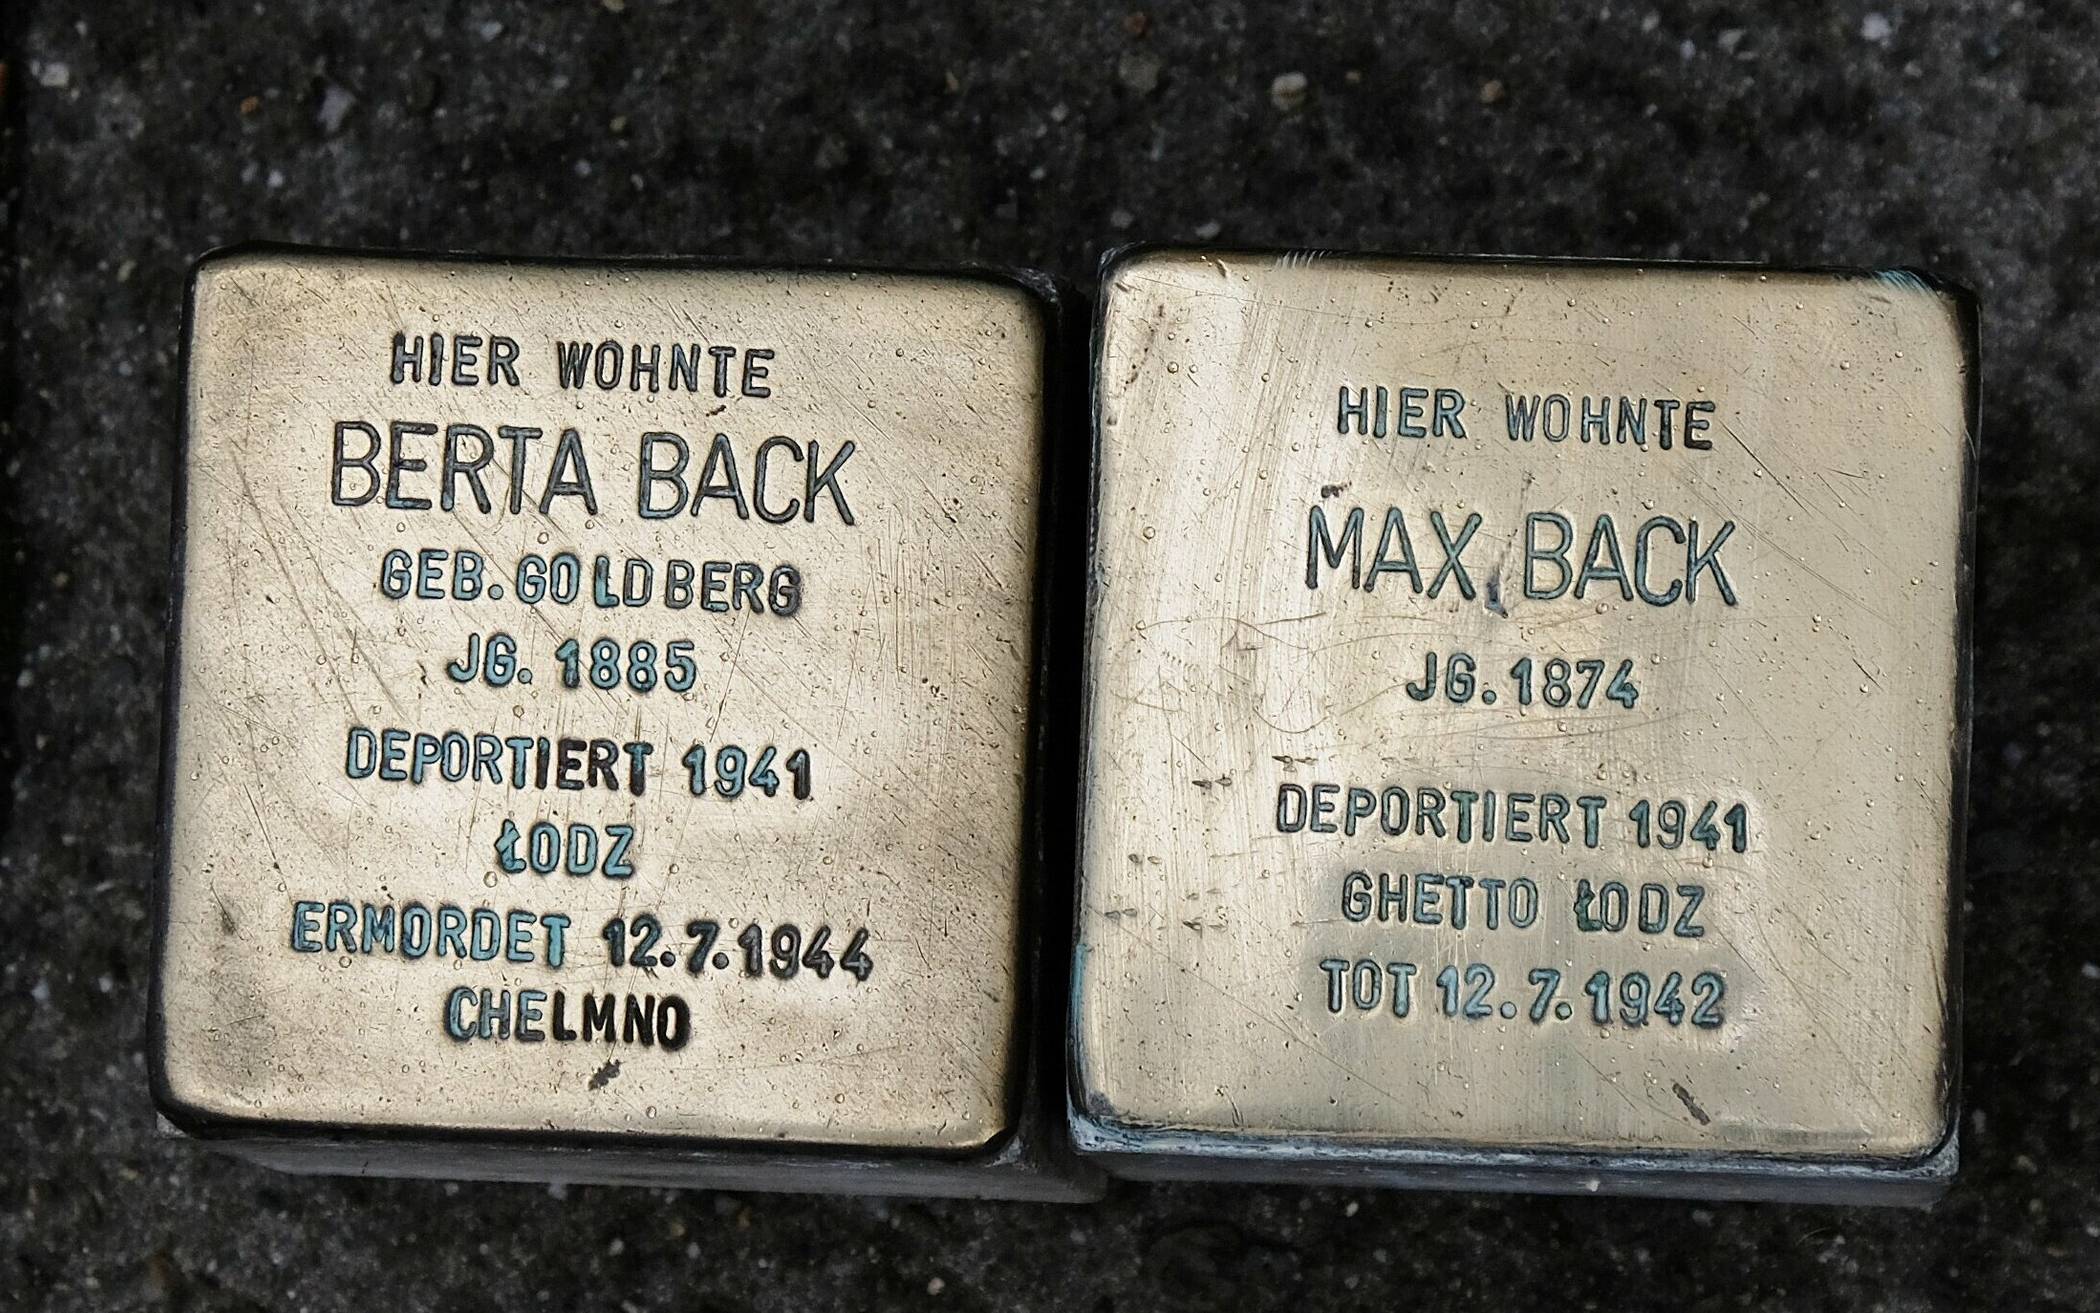 HIER WOHNTE
BERTA BACK
GEB. GOLDBERG
JG. 1885
DEPORTIERT 1941
ŁODZ
ERMORDET 12.7.1944
CHELMNO
HIER WOHNTE
MAX BACK
JG. 1874
DEPORTIERT 1941
GHETTO ŁODZ
TOT 12.7.1942